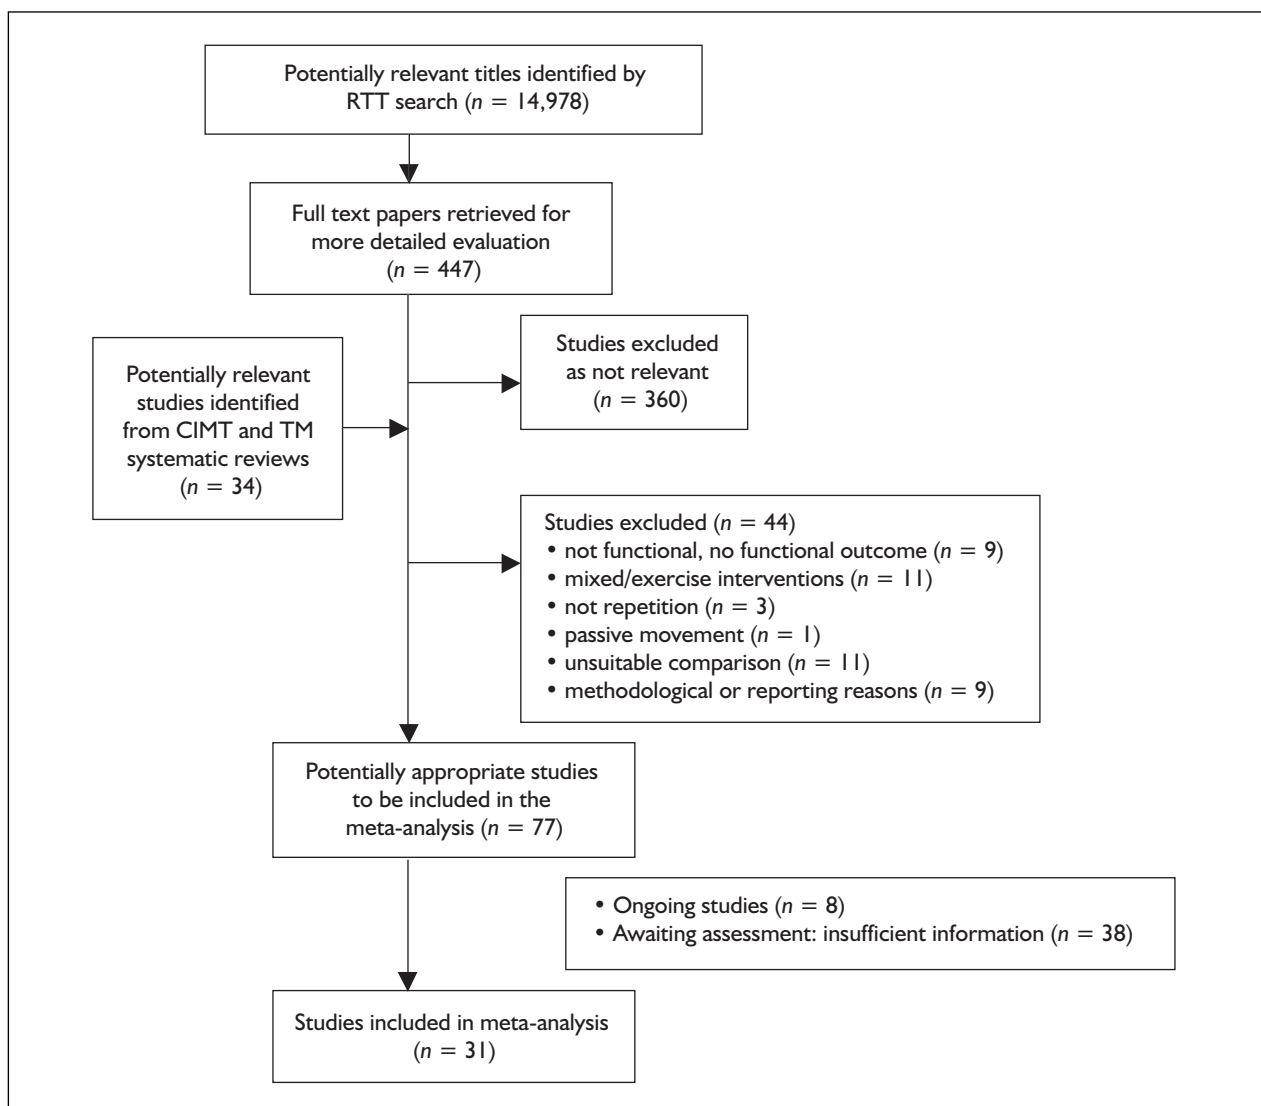 Potentially relevant titles identified by
RTT search (n = 14,978)
Full text papers retrieved for
more detailed evaluation
(n = 447)
Studies excluded
as not relevant
(n = 360)
Potentially relevant
studies identified
from CIMT and TM
systematic reviews
(n = 34)
Studies excluded (n = 44)
• not functional, no functional outcome (n = 9)
• mixed/exercise interventions (n = 11)
• not repetition (n = 3)
• passive movement (n = 1)
• unsuitable comparison (n = 11)
• methodological or reporting reasons (n = 9)
Potentially appropriate studies
to be included in the
meta-analysis (n = 77)
• Ongoing studies (n = 8)
• Awaiting assessment: insufficient information (n = 38)
Studies included in meta-analysis
(n = 31)